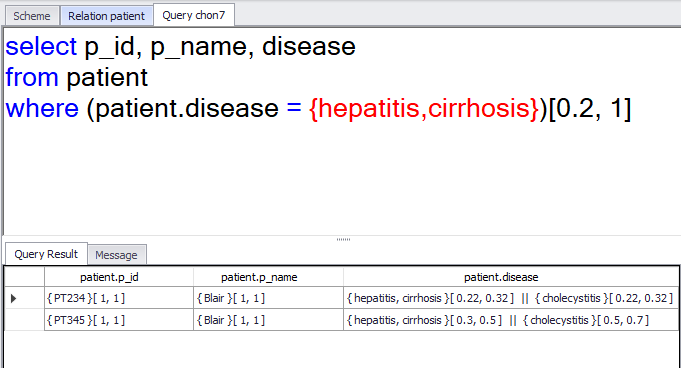 Scheme Relation patient Query chon7
select p_id, p_name, disease
from patient
where (patient.disease = {hepatitis,cirrhosis})[0.2, 1]
Query Result Message
patient.p_id patient.p_name patient.disease
{ PT234 }[ 1, 1] { Blair }[ 1, 1] { hepatitis, cirrhosis }[ 0.22, 0.32] || { cholecystitis }[ 0.22, 0.32]
{ PT345 }[ 1, 1] { Blair }[ 1, 1] { hepatitis, cirrhosis }[ 0.3, 0.5] || { cholecystitis }[ 0.5, 0.7]